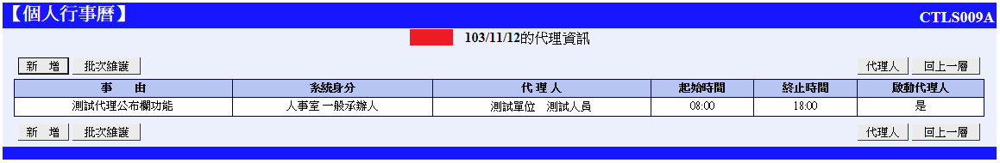 【個人行事曆】
CTLS009A
103/11/12的代理資訊
新 增 批次維護 代理人 回上一層
事 由 系統身分 代 理 人 起始時間 終止時間 啟動代理人
測試代理公布欄功能 人事室 一般承辦人 測試單位 測試人員 08:00 18:00 是
新 增 批次維護 代理人 回上一層